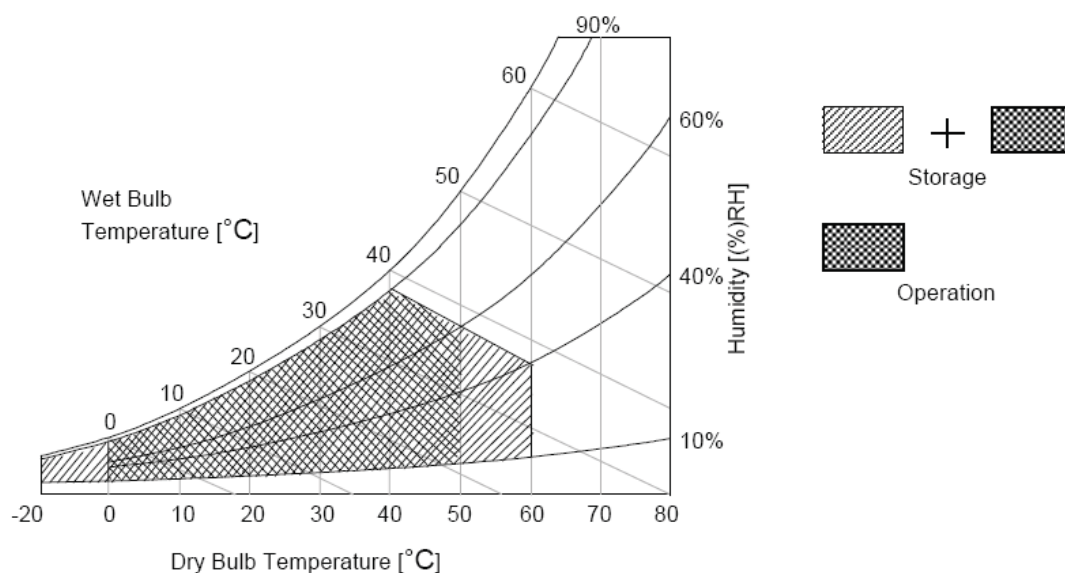 90%
60
60%
50
Storage
Wet Bulb
Temperature [°C]
40
40%
Humidity [(%)RH]
Operation
30
20
10
0
10%
-20 0 10 20 30 40 50 60 70 80
Dry Bulb Temperature [°C]